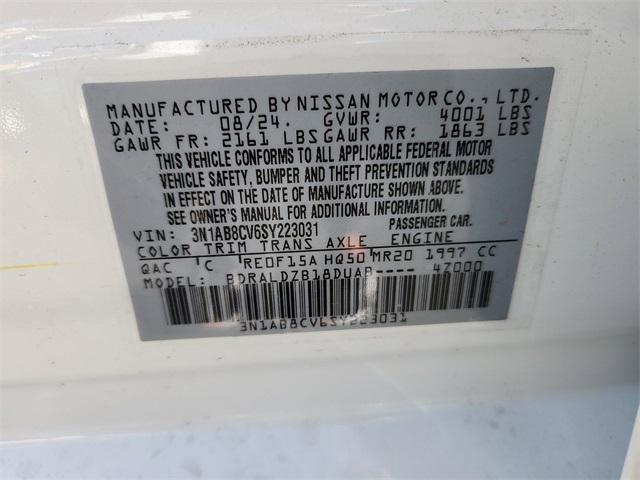 MANUFACTURED BY NISSAN MOTOR CO., LTD.
DATE: 08/24. GVWR: 4001 LBS
GAWR FR: 2161 LBS GAWR RR: 1863 LBS
THIS VEHICLE CONFORMS TO ALL APPLICABLE FEDERAL MOTOR
VEHICLE SAFETY, BUMPER AND THEFT PREVENTION STANDARDS
IN EFFECT ON THE DATE OF MANUFACTURE SHOWN ABOVE.
SEE OWNER'S MANUAL FOR ADDITIONAL INFORMATION.
VIN: 3N1AB8CV6SY223031 PASSENGER CAR.
COLOR TRIM TRANS AXLE ENGINE
QAC C RE0F15A HQ50 MR20 1997 CC
MODEL: BDRALDZB18DUAB---- 4Z000
3N1AB8CV6SY223031